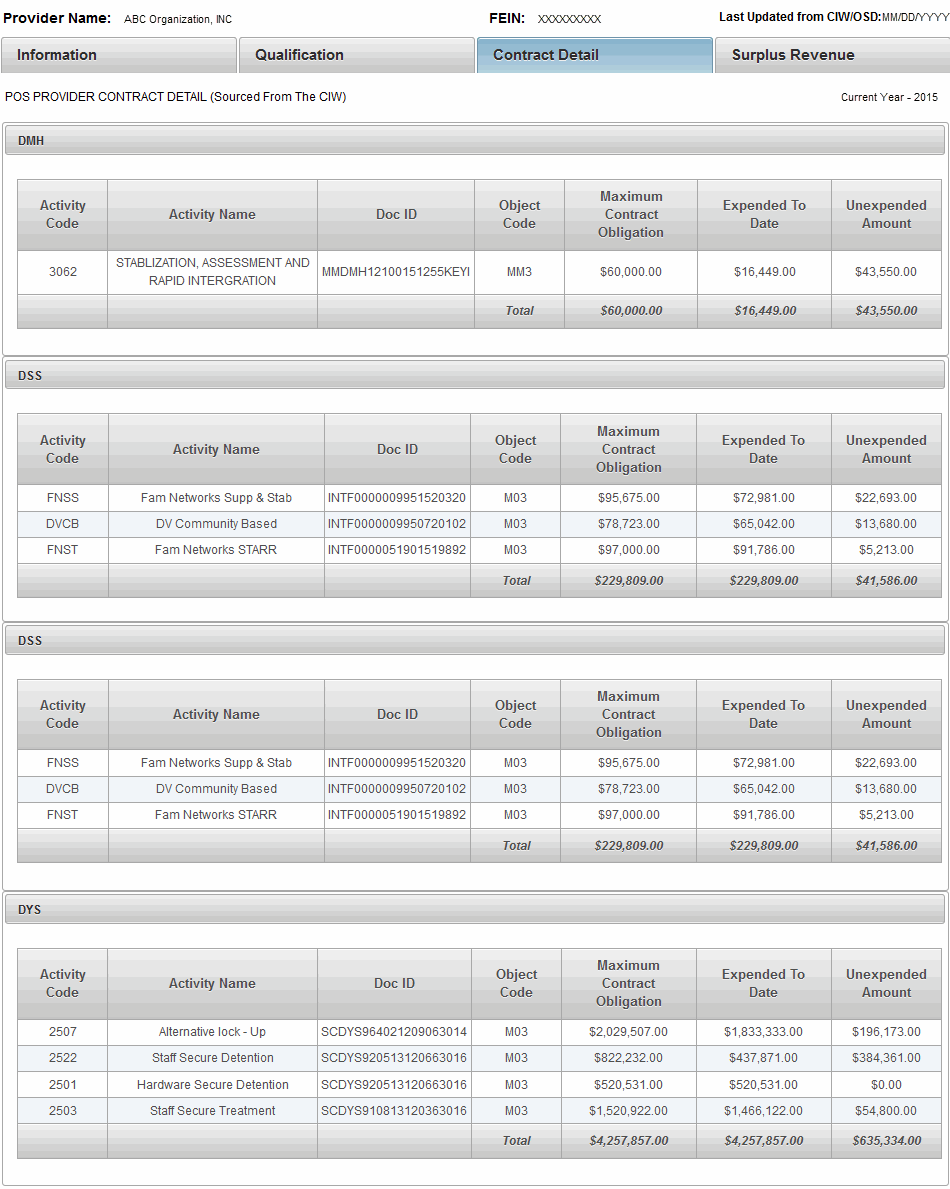 Provider Name: ABC Organization, INC FEIN: XXXXXXXXX Last Updated from CIW/OSD:MM/DD/YYYY
Information Qualification Contract Detail Surplus Revenue
POS PROVIDER CONTRACT DETAIL (Sourced From The CIW) Current Year - 2015
DMH
Activity Code Activity Name Doc ID Object Code Maximum Contract Obligation Expended To Date Unexpended Amount
3062 STABLIZATION, ASSESSMENT AND RAPID INTERGRATION MMDMH12100151255KEYI MM3 $60,000.00 $16,449.00 $43,550.00
Total $60,000.00 $16,449.00 $43,550.00
DSS
Activity Code Activity Name Doc ID Object Code Maximum Contract Obligation Expended To Date Unexpended Amount
FNSS Fam Networks Supp & Stab INTF0000009951520320 M03 $95,675.00 $72,981.00 $22,693.00
DVCB DV Community Based INTF0000009950720102 M03 $78,723.00 $65,042.00 $13,680.00
FNST Fam Networks STARR INTF0000051901519892 M03 $97,000.00 $91,786.00 $5,213.00
Total $229,809.00 $229,809.00 $41,586.00
DSS
Activity Code Activity Name Doc ID Object Code Maximum Contract Obligation Expended To Date Unexpended Amount
FNSS Fam Networks Supp & Stab INTF0000009951520320 M03 $95,675.00 $72,981.00 $22,693.00
DVCB DV Community Based INTF0000009950720102 M03 $78,723.00 $65,042.00 $13,680.00
FNST Fam Networks STARR INTF0000051901519892 M03 $97,000.00 $91,786.00 $5,213.00
Total $229,809.00 $229,809.00 $41,586.00
DYS
Activity Code Activity Name Doc ID Object Code Maximum Contract Obligation Expended To Date Unexpended Amount
2507 Alternative lock - Up SCDYS964021209063014 M03 $2,029,507.00 $1,833,333.00 $196,173.00
2522 Staff Secure Detention SCDYS920513120663016 M03 $822,232.00 $437,871.00 $384,361.00
2501 Hardware Secure Detention SCDYS920513120663016 M03 $520,531.00 $520,531.00 $0.00
2503 Staff Secure Treatment SCDYS910813120363016 M03 $1,520,922.00 $1,466,122.00 $54,800.00
Total $4,257,857.00 $4,257,857.00 $635,334.00